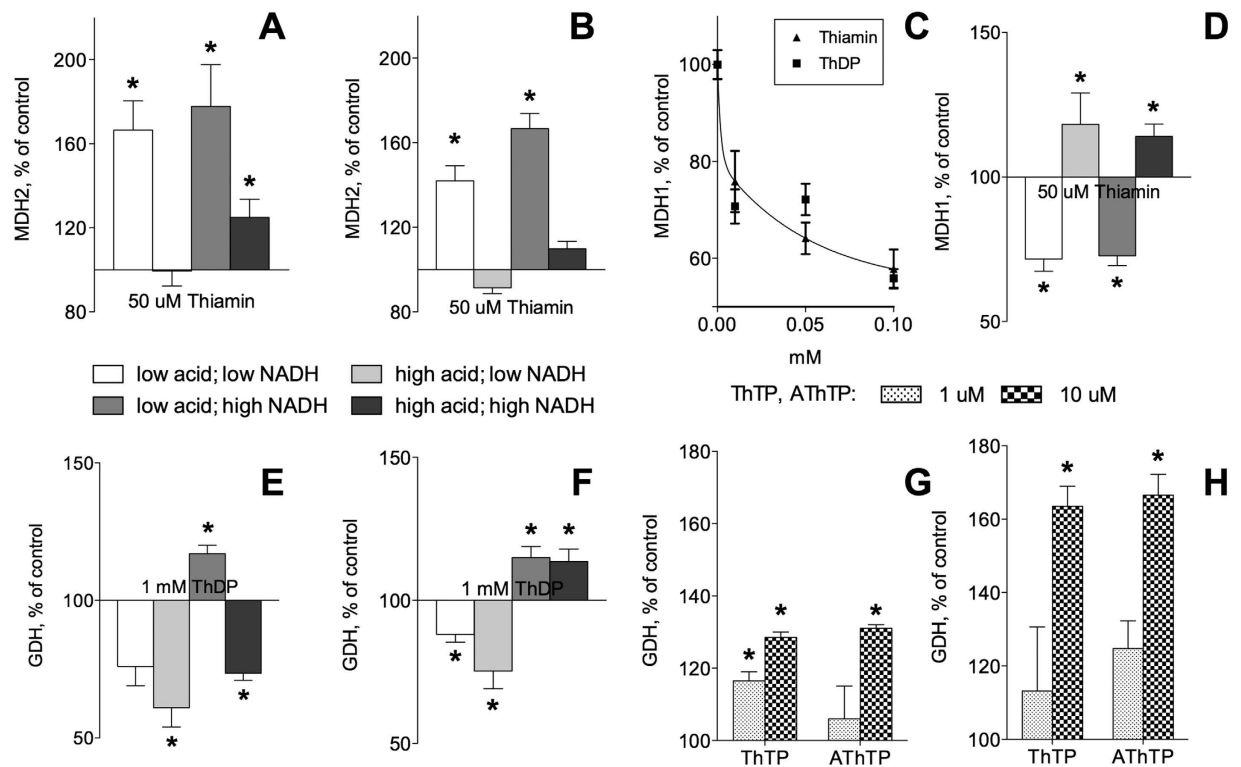 A
MDH2, % of control
200
160
120
80
*
*
*
50 uM Thiamin
B
MDH2, % of control
200
160
120
80
*
*
50 uM Thiamin
C
MDH1, % of control
100
80
60
Thiamin
ThDP
0.00
0.05
0.10
mM
D
MDH1, % of control
150
100
50
*
*
50 uM Thiamin
*
*
low acid; low NADH
high acid; low NADH
low acid; high NADH
high acid; high NADH
ThTP, AThTP:
1 uM
10 uM
E
GDH, % of control
150
100
50
*
1 mM ThDP
*
*
F
GDH, % of control
150
100
50
*
*
1 mM ThDP
*
*
G
GDH, % of control
180
160
140
120
100
*
*
*
ThTP
AThTP
H
GDH, % of control
180
160
140
120
100
*
*
ThTP
AThTP